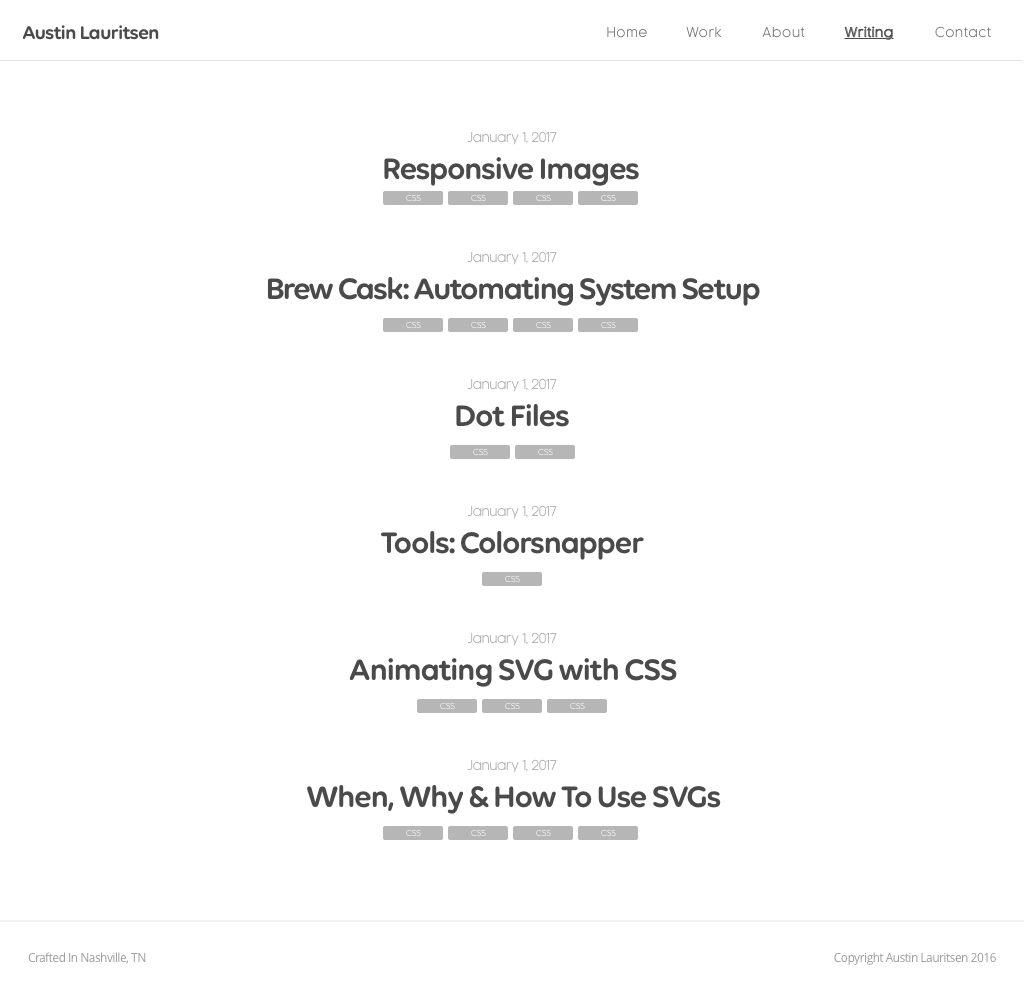 Austin Lauritsen Home Work About Writing Contact
January 1, 2017
Responsive Images
CSS CSS CSS CSS
January 1, 2017
Brew Cask: Automating System Setup
CSS CSS CSS CSS
January 1, 2017
Dot Files
CSS CSS
January 1, 2017
Tools: Colorsnapper
CSS
January 1, 2017
Animating SVG with CSS
CSS CSS CSS
January 1, 2017
When, Why & How To Use SVGs
CSS CSS CSS CSS
Crafted In Nashville, TN Copyright Austin Lauritsen 2016